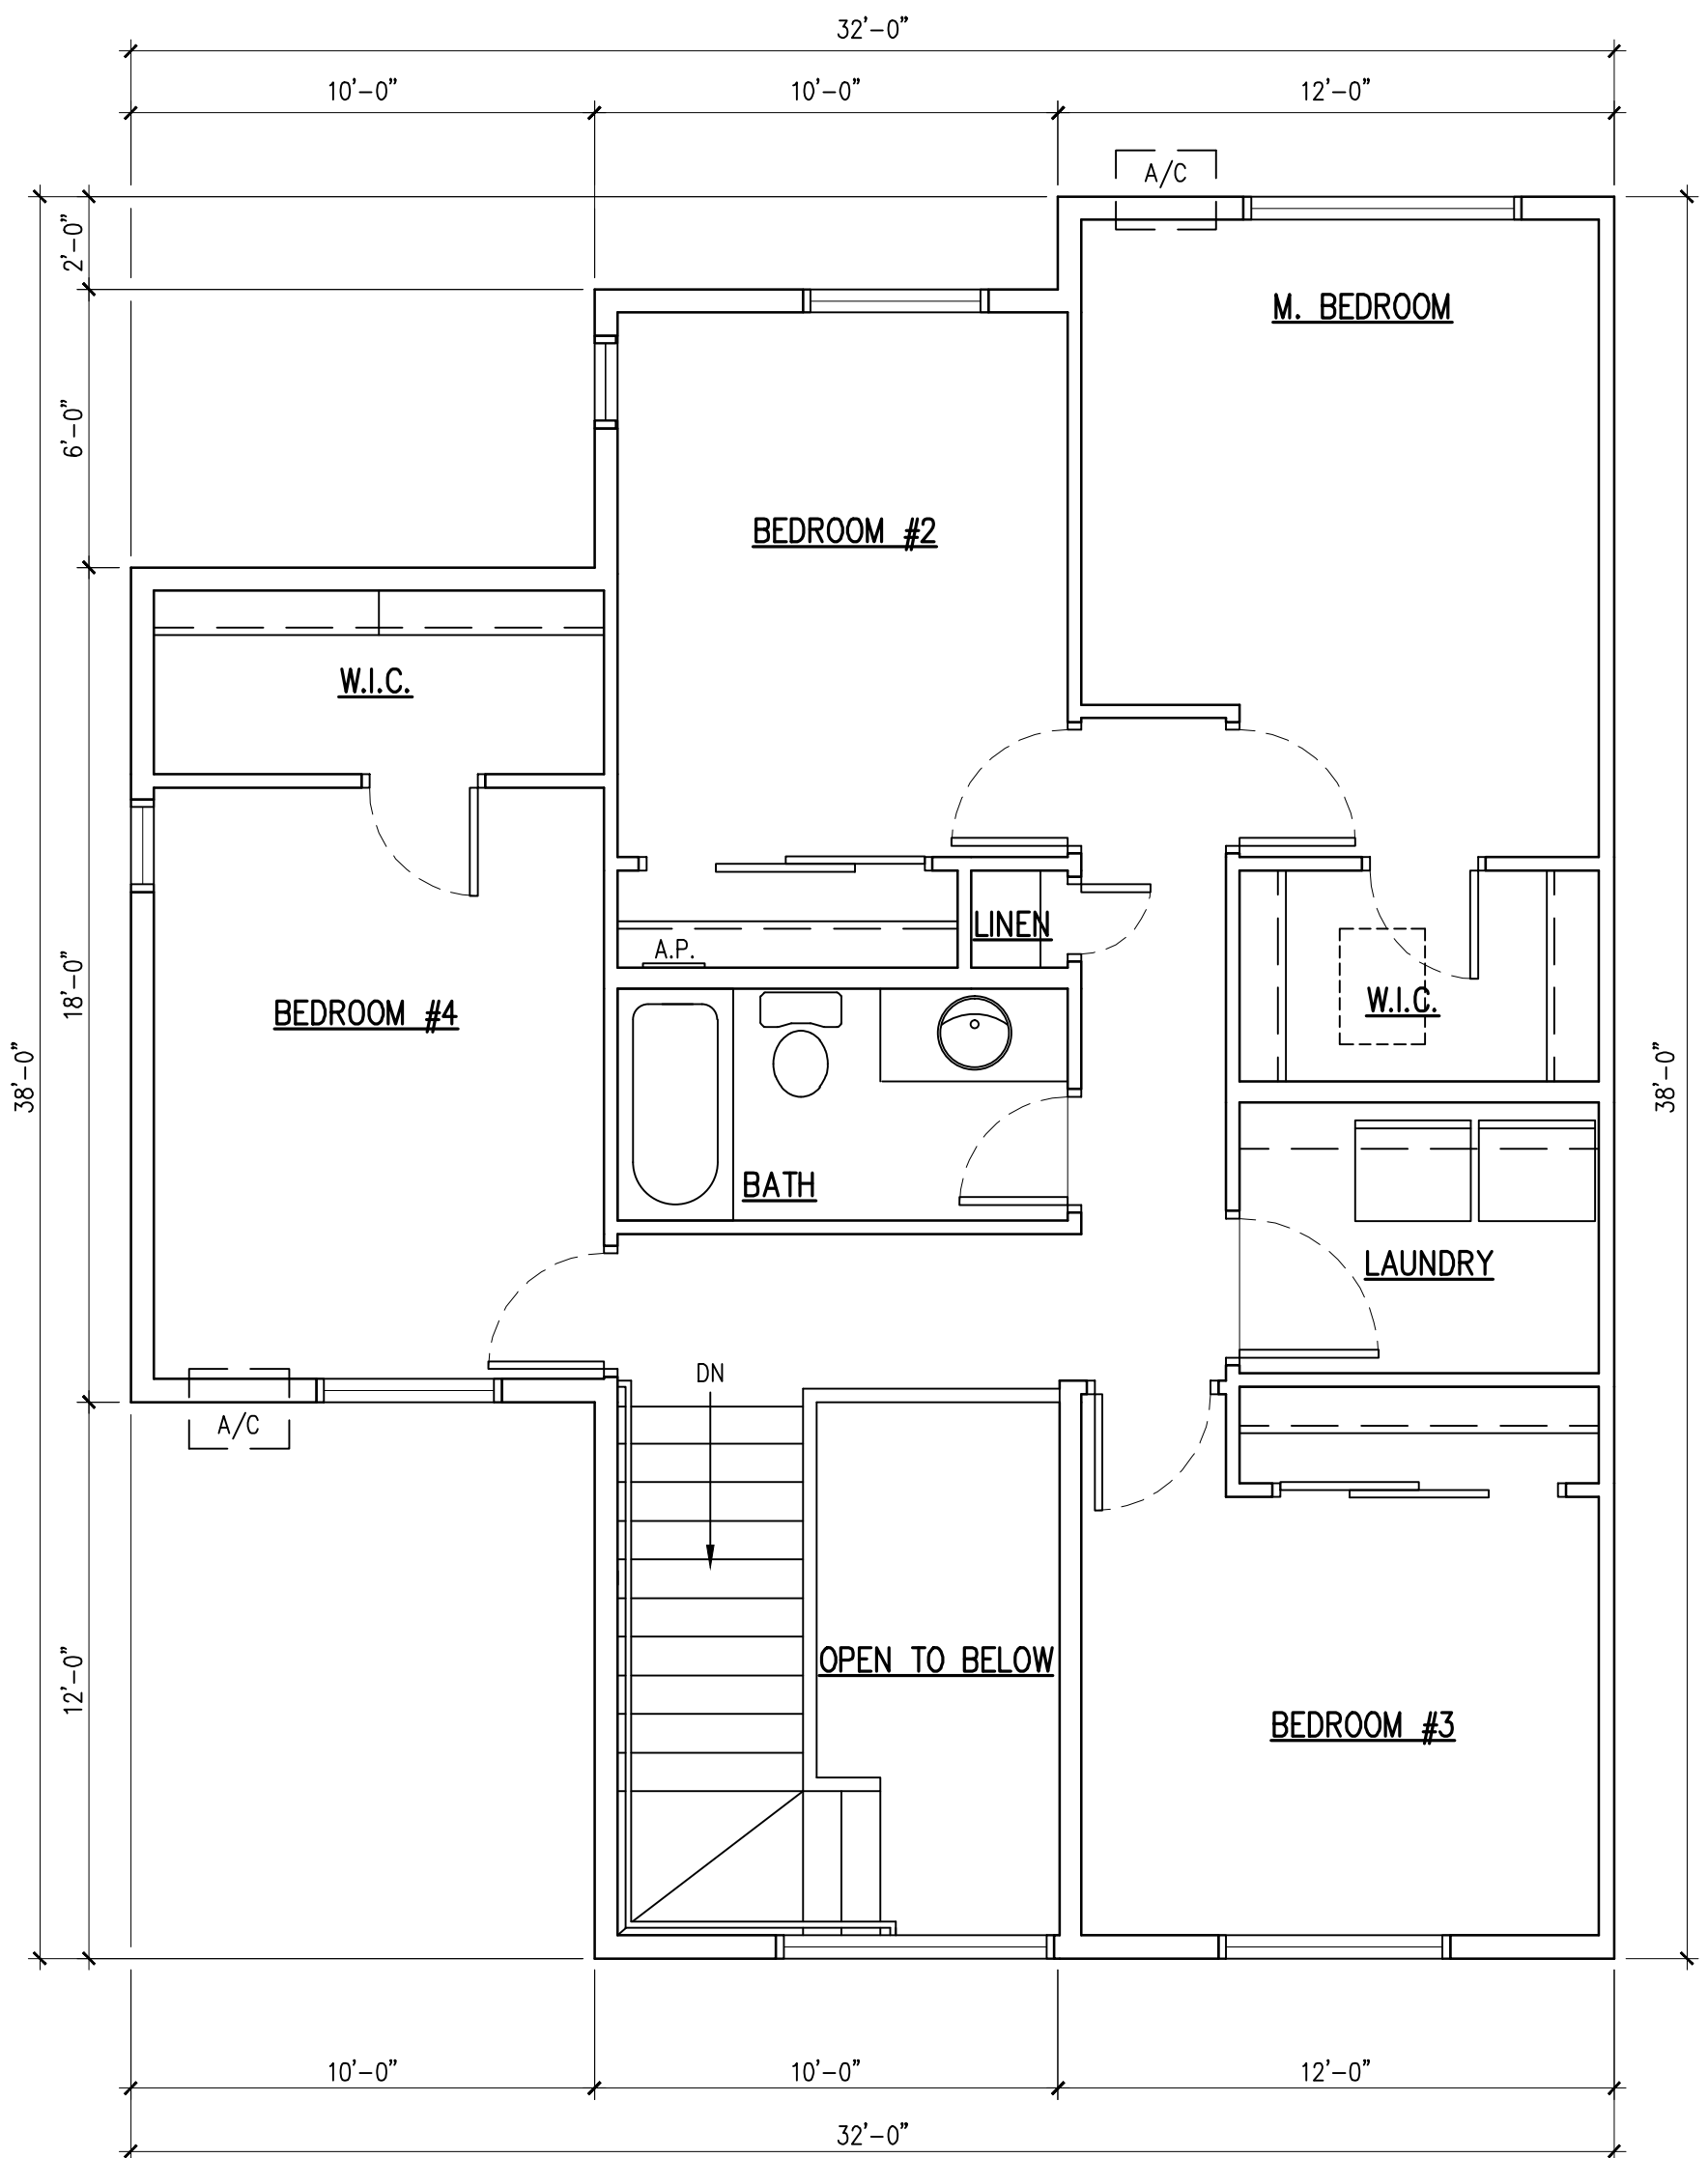 32'-0"
10'-0" 10'-0" 12'-0"
A/C
2'-0"
M. BEDROOM
6'-0"
BEDROOM #2
W.I.C.
LINEN
A.P.
18'-0"
W.I.C.
BEDROOM #4
38'-0"
38'-0"
BATH
LAUNDRY
DN
A/C
OPEN TO BELOW
12'-0"
BEDROOM #3
10'-0" 10'-0" 12'-0"
32'-0"